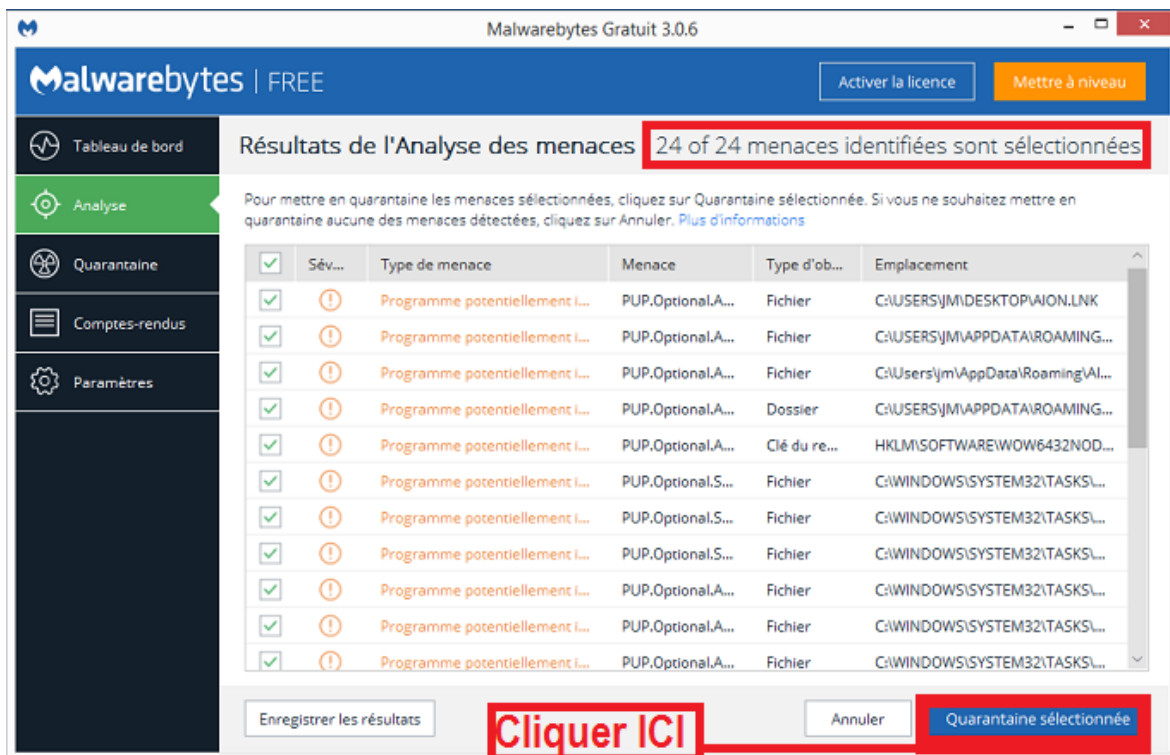 Malwarebytes Gratuit 3.0.6
Malwarebytes | FREE
Activer la licence
Mettre à niveau
Tableau de bord
Analyse
Quarantaine
Comptes-rendus
Paramètres
Résultats de l'Analyse des menaces 24 of 24 menaces identifiées sont sélectionnées
Pour mettre en quarantaine les menaces sélectionnées, cliquez sur Quarantaine sélectionnée. Si vous ne souhaitez mettre en
quarantaine aucune des menaces détectées, cliquez sur Annuler. Plus d'informations
Sév... Type de menace Menace Type d'ob... Emplacement
Programme potentiellement i... PUP.Optional.A... Fichier C:\USERS\JM\DESKTOP\AION.LNK
Programme potentiellement i... PUP.Optional.A... Fichier C:\USERS\JM\APPDATA\ROAMING...
Programme potentiellement i... PUP.Optional.A... Fichier C:\Users\jm\AppData\Roaming\AI...
Programme potentiellement i... PUP.Optional.A... Dossier C:\USERS\JM\APPDATA\ROAMING...
Programme potentiellement i... PUP.Optional.A... Clé du re... HKLM\SOFTWARE\WOW6432NOD...
Programme potentiellement i... PUP.Optional.S... Fichier C:\WINDOWS\SYSTEM32\TASKS\...
Programme potentiellement i... PUP.Optional.S... Fichier C:\WINDOWS\SYSTEM32\TASKS\...
Programme potentiellement i... PUP.Optional.S... Fichier C:\WINDOWS\SYSTEM32\TASKS\...
Programme potentiellement i... PUP.Optional.A... Fichier C:\WINDOWS\SYSTEM32\TASKS\...
Programme potentiellement i... PUP.Optional.A... Fichier C:\WINDOWS\SYSTEM32\TASKS\...
Programme potentiellement i... PUP.Optional.A... Fichier C:\WINDOWS\SYSTEM32\TASKS\...
Enregistrer les résultats
Cliquer ICI
Annuler
Quarantaine sélectionnée